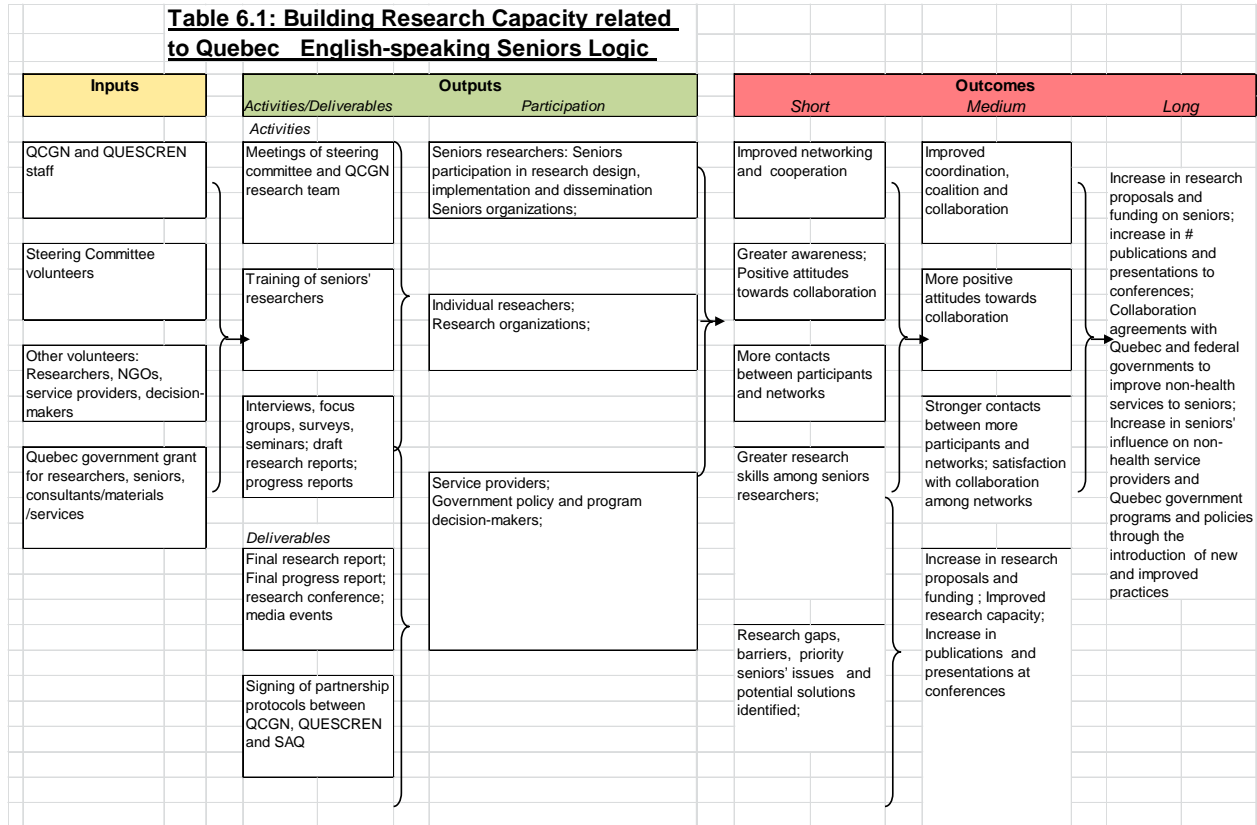 Table 6.1: Building Research Capacity related
to Quebec English-speaking Seniors Logic
Inputs
Outputs
Activities/Deliverables
Participation
Outcomes
Short
Medium
Long
Activities
QCGN and QUESCREN
staff
Steering Committee
volunteers
Other volunteers:
Researchers, NGOs,
service providers, decision-
makers
Quebec government grant
for researchers, seniors,
consultants/materials
/services
Meetings of steering
committee and QCGN
research team
Training of seniors'
researchers
Interviews, focus
groups, surveys,
seminars; draft
research reports;
progress reports
Deliverables
Final research report;
Final progress report;
research conference;
media events
Signing of partnership
protocols between
QCGN, QUESCREN
and SAQ
Seniors researchers: Seniors
participation in research design,
implementation and dissemination
Seniors organizations;
Individual reseachers;
Research organizations;
Service providers;
Government policy and program
decision-makers;
Improved networking
and cooperation
Greater awareness;
Positive attitudes
towards collaboration
More contacts
between participants
and networks
Greater research
skills among seniors
researchers;
Research gaps,
barriers, priority
seniors' issues and
potential solutions
identified;
Improved
coordination,
coalition and
collaboration
More positive
attitudes towards
collaboration
Stronger contacts
between more
participants and
networks; satisfaction
with collaboration
among networks
Increase in research
proposals and
funding ; Improved
research capacity;
Increase in
publications and
presentations at
conferences
Increase in research
proposals and
funding on seniors;
increase in #
publications and
presentations to
conferences;
Collaboration
agreements with
Quebec and federal
governments to
improve non-health
services to seniors;
Increase in seniors'
influence on non-
health service
providers and
Quebec government
programs and policies
through the
introduction of new
and improved
practices